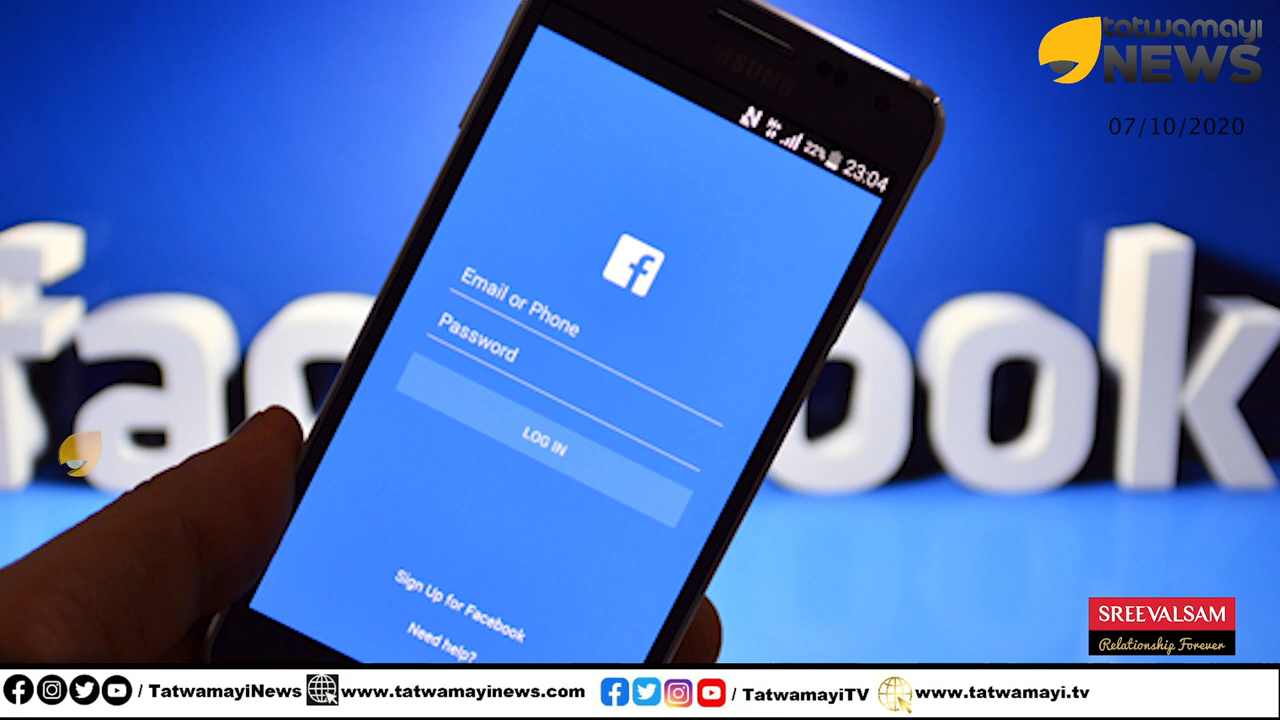 tatwamayi
NEWS
07/10/2020
SAMSUNG
22% 23:04
facebook
f
Email or Phone
Password
LOG IN
Sign Up for Facebook
Need help?
SREEVALSAM
Relationship Forever
/ TatwamayiNews www.tatwamayinews.com / TatwamayiTV www.tatwamayi.tv